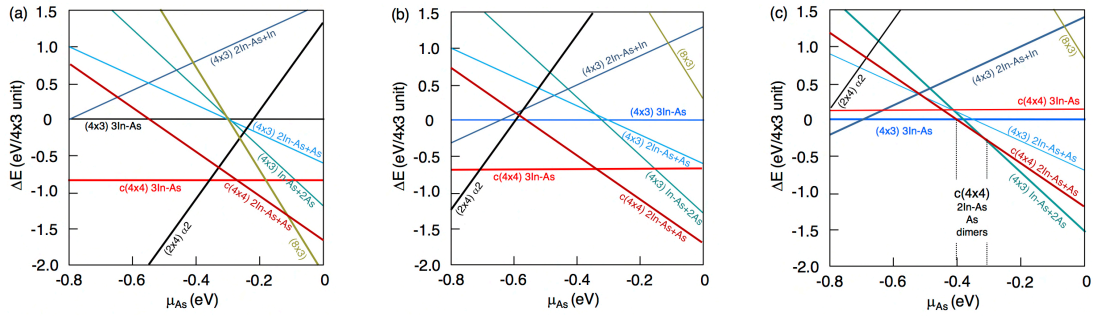 (a)
1.5
1.0
0.5
0
-0.5
-1.0
-1.5
-2.0
ΔE (eV/4x3 unit)
-0.8
-0.6
-0.4
-0.2
-0
μAs (eV)
(4x3) 2In-As+In
(4x3) 3In-As
(4x3) 2In-As+As
(4x3) In-As+2As
c(4x4) 3In-As
c(4x4) 2In-As+As
(2x4) α2
(8x3)
(b)
1.5
1.0
0.5
0
-0.5
-1.0
-1.5
-2.0
ΔE (eV/4x3 unit)
-0.8
-0.6
-0.4
-0.2
0
μAs (eV)
(8x3)
(4x3) 2In-As+In
(4x3) 3In-As
(4x3) 2In-As+As
(4x3) In-As+2As
c(4x4) 3In-As
c(4x4) 2In-As+As
(2x4) α2
(c)
1.5
1.0
0.5
0
-0.5
-1.0
-1.5
-2.0
ΔE (eV/4x3 unit)
-0.8
-0.6
-0.4
-0.2
-0
μAs (eV)
(8x3)
(2x4) α2
(4x3) 2In-As+In
c(4x4) 3In-As
(4x3) 3In-As
(4x3) 2In-As+As
c(4x4) 2In-As+As
(4x3) In-As+2As
c(4x4)
2In-As
As
dimers